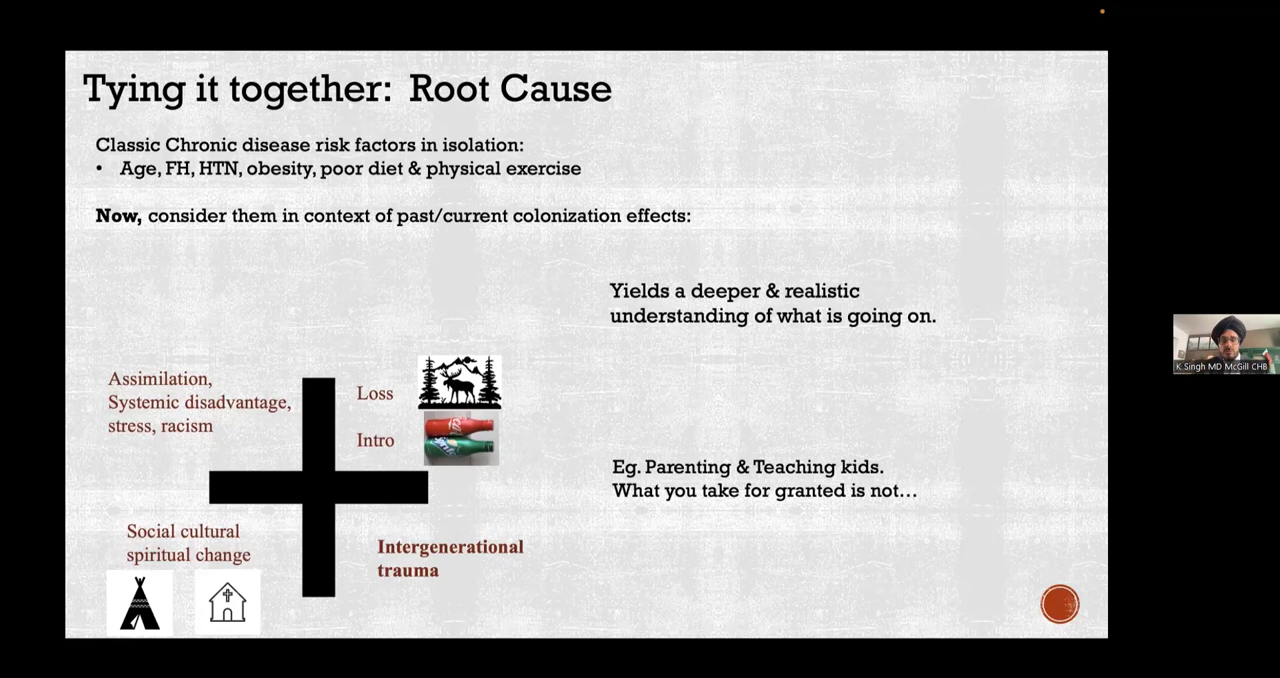 Tying it together:  Root Cause
Classic Chronic disease risk factors in isolation:
• Age, FH, HTN, obesity, poor diet & physical exercise
Now, consider them in context of past/current colonization effects:
Yields a deeper & realistic
understanding of what is going on.
Assimilation,
Systemic disadvantage,
stress, racism
Loss
Intro
Sprite
Eg. Parenting & Teaching kids.
What you take for granted is not…
Social cultural
spiritual change
Intergenerational
trauma
K Singh MD McGill CHB